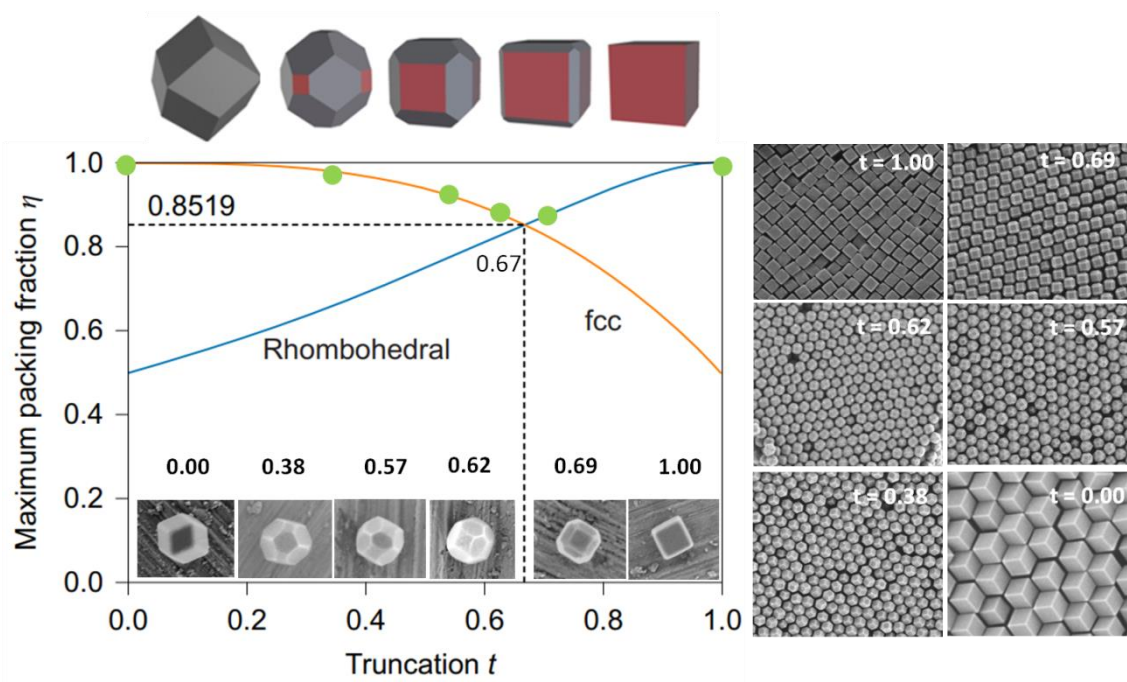 1.0
0.8
0.6
0.4
0.2
0.0
Maximum packing fraction η
0.8519
0.67
Rhombohedral
fcc
0.00 0.38 0.57 0.62 0.69 1.00
0.0 0.2 0.4 0.6 0.8 1.0
Truncation t
t = 1.00
t = 0.69
t = 0.62
t = 0.57
t = 0.38
t = 0.00